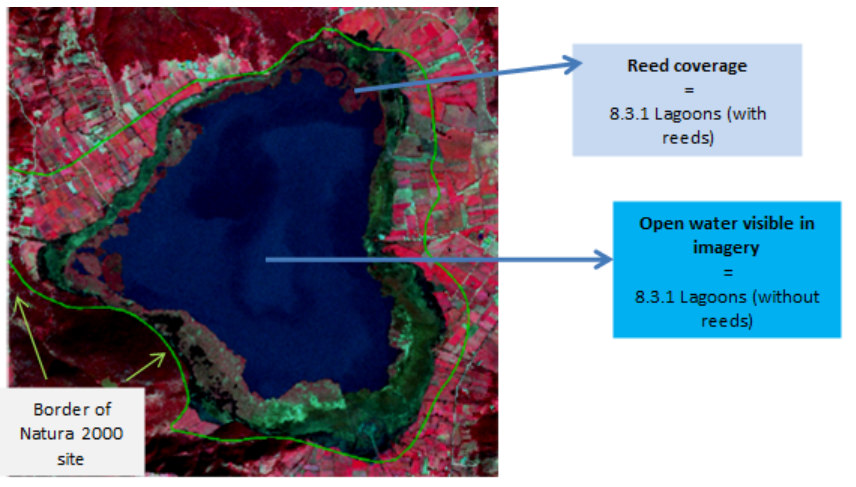 Reed coverage
=
8.3.1 Lagoons (with
reeds)
Open water visible in
imagery
=
8.3.1 Lagoons (without
reeds)
Border of
Natura 2000
site